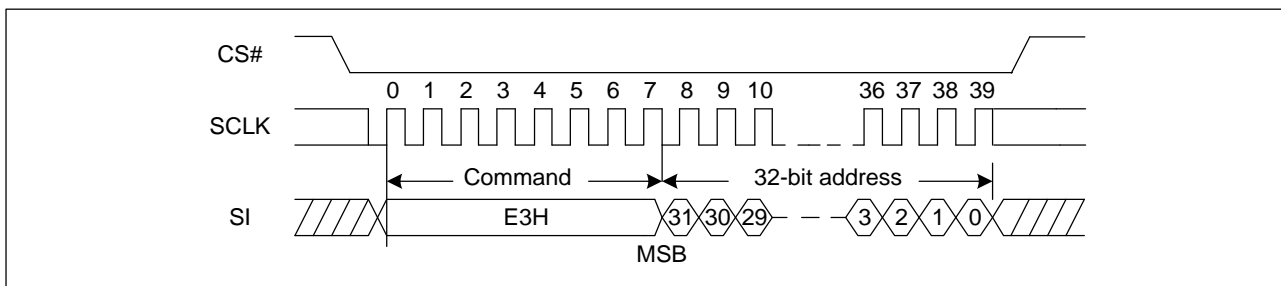 CS#
0 1 2 3 4 5 6 7 8 9 10 36 37 38 39
SCLK
Command 32-bit address
SI E3H 31 30 29 3 2 1 0
MSB